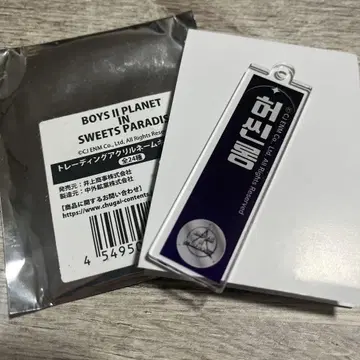 BOYS II PLANET
IN
SWEETS PARADIS
©CJ ENM Co., Ltd, All Rights Rese
トレーディングアクリルネーム
全24種
発売元:井上商事株式会社
製造元:中外鉱業株式会社
【商品に関するお問い合わせ】
https://www.chugai-contents
4 5495
©CJ ENM Co., Ltd, All Rights Reserved